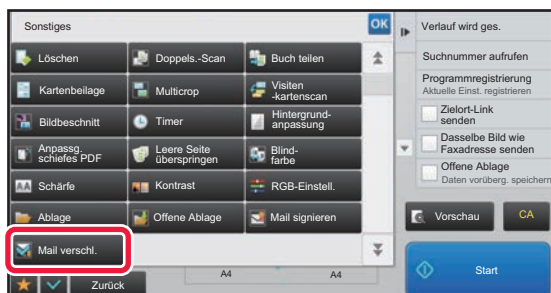 Sonstiges
OK
Löschen
Doppels.-Scan
Buch teilen
Kartenbeilage
Multicrop
Visiten
-kartenscan
Bildbeschnitt
Timer
Hintergrund-
anpassung
Anpassg.
schiefes PDF
Leere Seite
überspringen
Blind-
farbe
AA
Schärfe
Kontrast
RGB-Einstell.
Ablage
Offene Ablage
Mail signieren
Mail verschl.
Zurück
A4
A4
Verlauf wird ges.
Suchnummer aufrufen
Programmregistrierung
Aktuelle Einst. registrieren
Zielort-Link
senden
Dasselbe Bild wie
Faxadresse senden
Offene Ablage
Daten vorüberg. speichern
Vorschau
CA
Start